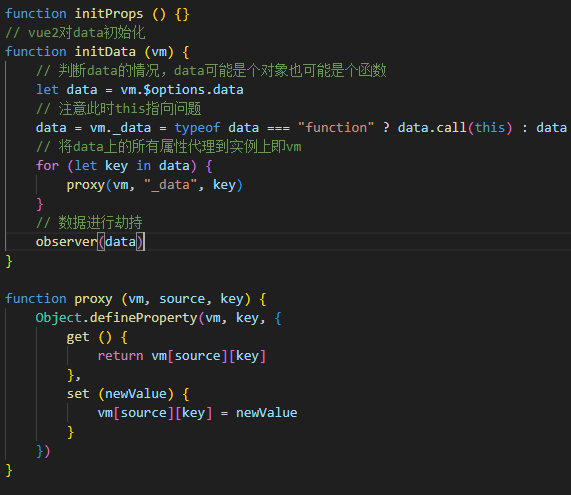 function initProps () {}
// vue2对data初始化
function initData (vm) {
    // 判断data的情况，data可能是个对象也可能是个函数
    let data = vm.$options.data
    // 注意此时this指向问题
    data = vm._data = typeof data === "function" ? data.call(this) : data
    // 将data上的所有属性代理到实例上即vm
    for (let key in data) {
        proxy(vm, "_data", key)
    }
    // 数据进行劫持
    observer(data)
}

function proxy (vm, source, key) {
    Object.defineProperty(vm, key, {
        get () {
            return vm[source][key]
        },
        set (newValue) {
            vm[source][key] = newValue
        }
    })
}